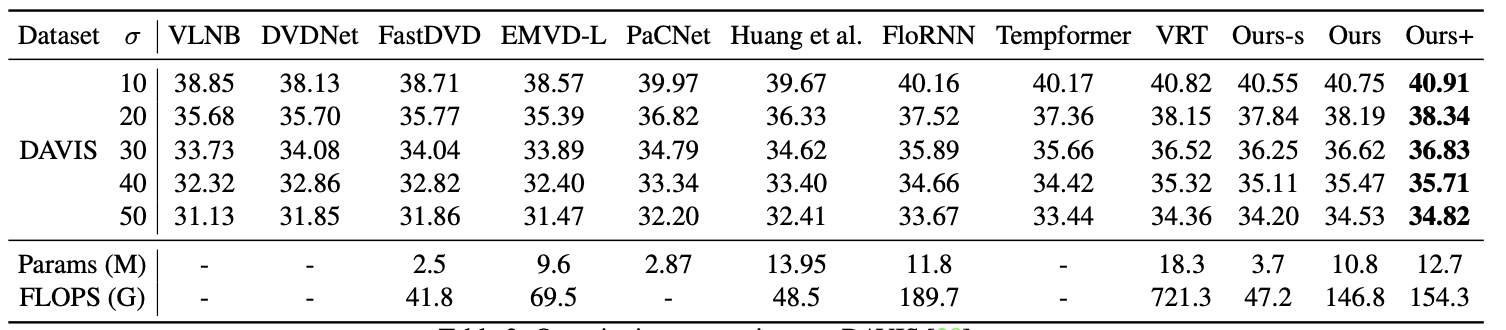 Dataset σ VLNB DVDNet FastDVD EMVD-L PaCNet Huang et al. FloRNN Tempformer VRT Ours-s Ours Ours+
10 38.85 38.13 38.71 38.57 39.97 39.67 40.16 40.17 40.82 40.55 40.75 40.91
20 35.68 35.70 35.77 35.39 36.82 36.33 37.52 37.36 38.15 37.84 38.19 38.34
DAVIS 30 33.73 34.08 34.04 33.89 34.79 34.62 35.89 35.66 36.52 36.25 36.62 36.83
40 32.32 32.86 32.82 32.40 33.34 33.40 34.66 34.42 35.32 35.11 35.47 35.71
50 31.13 31.85 31.86 31.47 32.20 32.41 33.67 33.44 34.36 34.20 34.53 34.82
Params (M) - - 2.5 9.6 2.87 13.95 11.8 - 18.3 3.7 10.8 12.7
FLOPS (G) - - 41.8 69.5 - 48.5 189.7 - 721.3 47.2 146.8 154.3